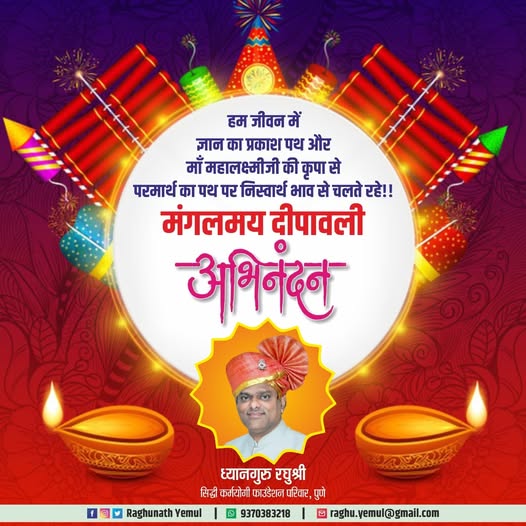 हम जीवन में
ज्ञान का प्रकाश पथ और
माँ महालक्ष्मीजी की कृपा से
परमार्थ का पथ पर निस्वार्थ भाव से चलते रहे!!
मंगलमय दीपावली
अभिनंदन
ध्यानगुरु रघुश्री
सिद्धी कर्मयोगी फाउंडेशन परिवार, पुणे
Raghunath Yemul | 9370383218 | raghu.yemul@gmail.com